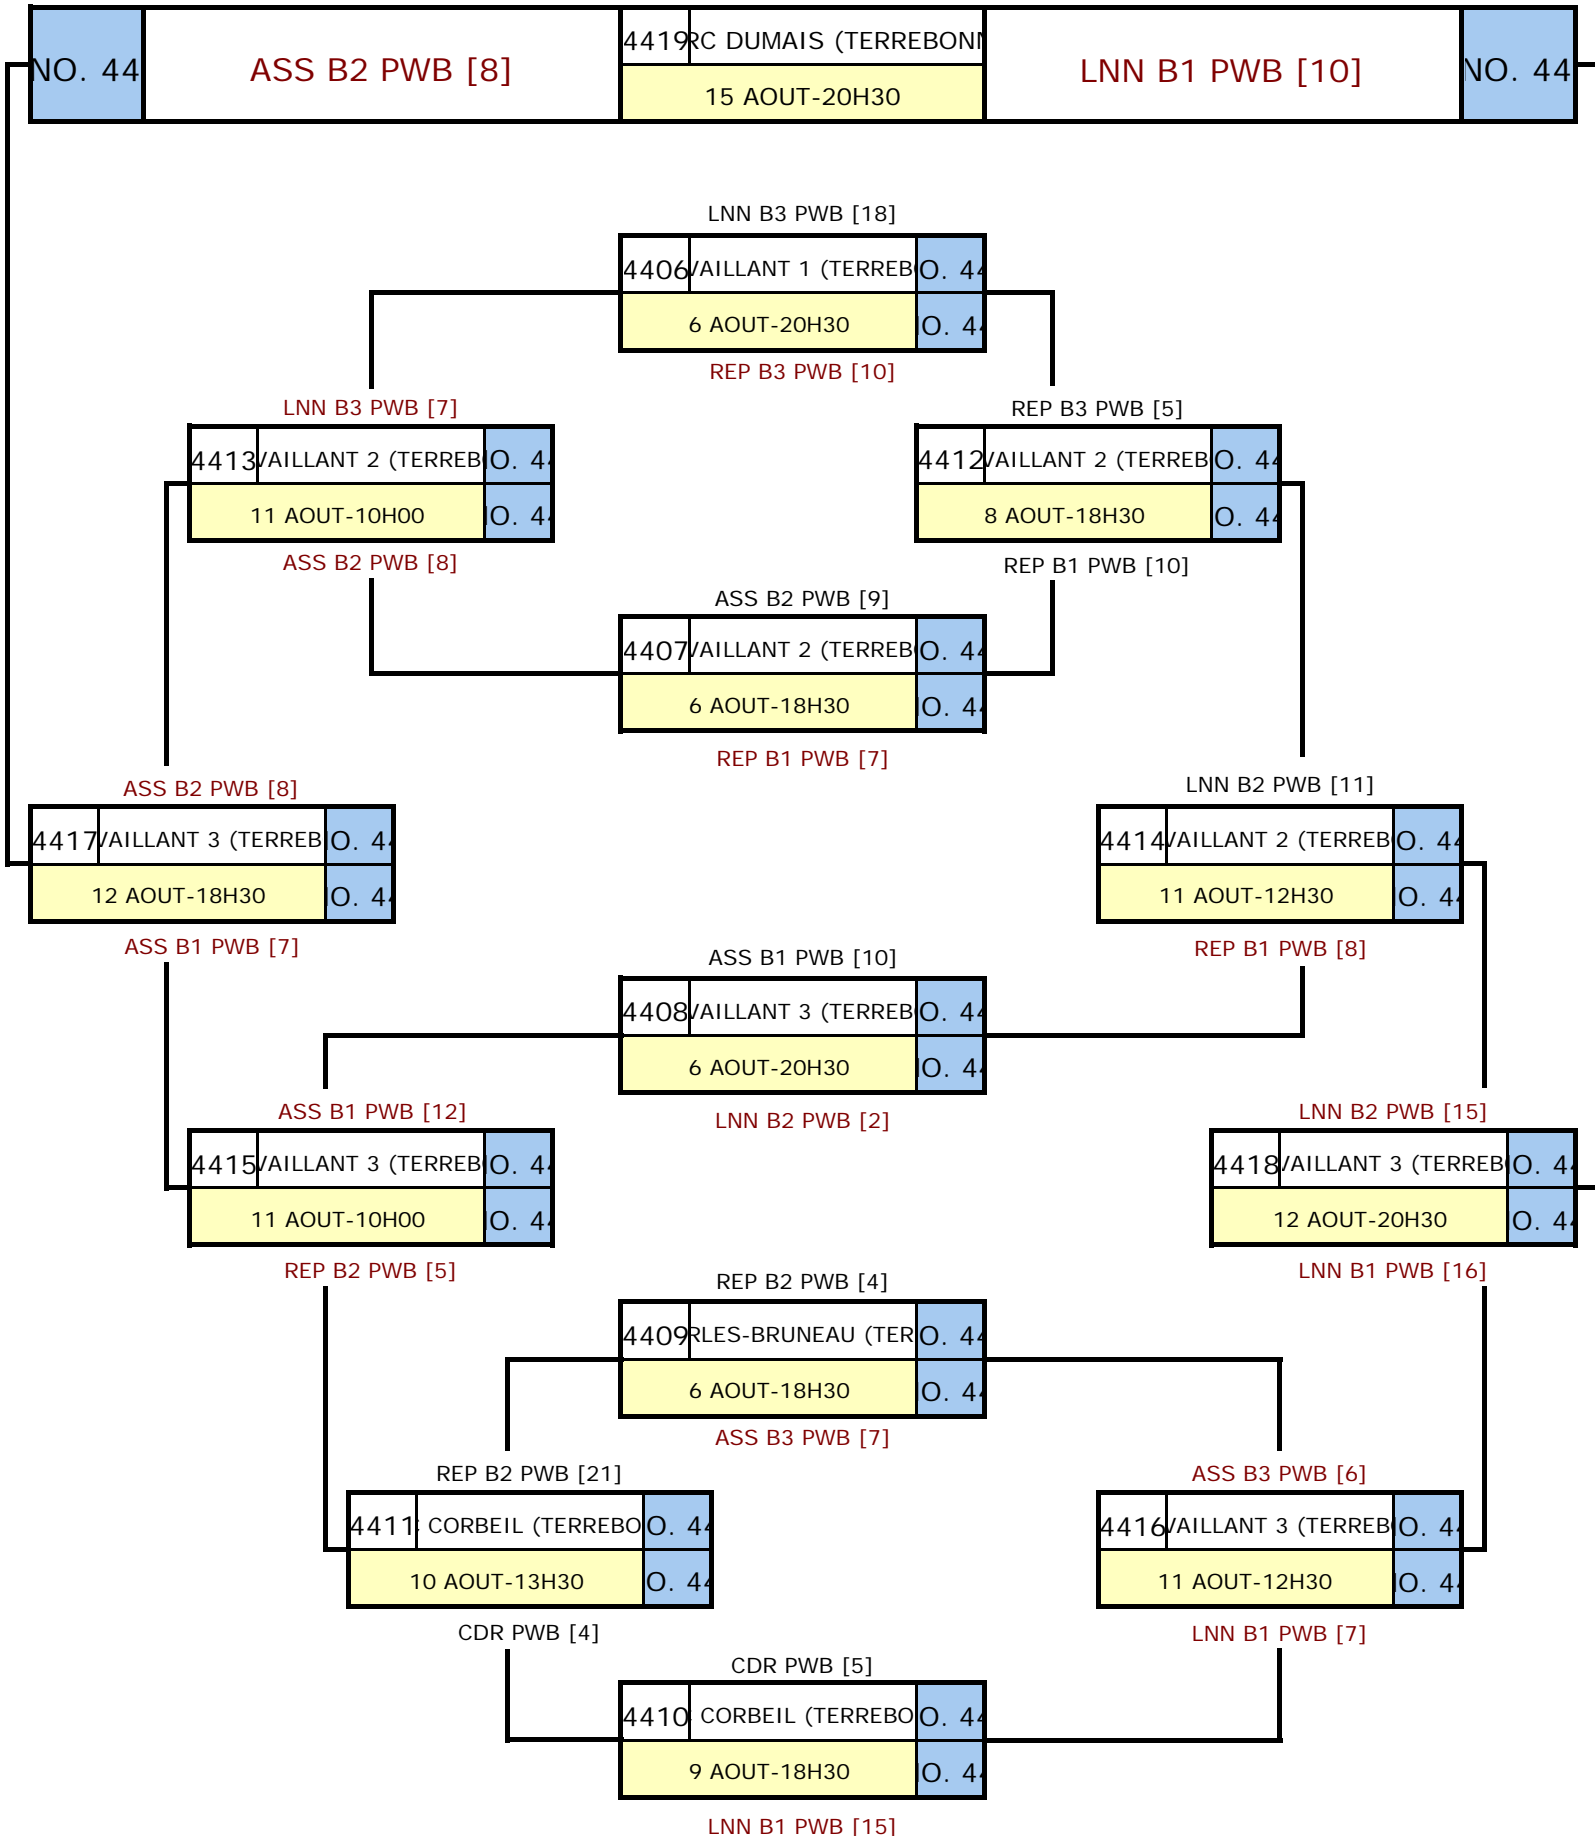 4419 RC DUMAIS (TERREBONN
NO. 44 ASS B2 PWB [8] LNN B1 PWB [10] NO. 44
15 AOUT-20H30
LNN B3 PWB [18]
4406 VAILLANT 1 (TERREB O. 44
6 AOUT-20H30 O. 44
REP B3 PWB [10]
LNN B3 PWB [7]
REP B3 PWB [5]
4413 VAILLANT 2 (TERREB O. 44
11 AOUT-10H00 O. 44
4412 VAILLANT 2 (TERREB O. 44
8 AOUT-18H30 O. 44
ASS B2 PWB [8]
REP B1 PWB [10]
ASS B2 PWB [9]
4407 VAILLANT 2 (TERREB O. 44
6 AOUT-18H30 O. 44
REP B1 PWB [7]
ASS B2 PWB [8]
LNN B2 PWB [11]
4417 VAILLANT 3 (TERREB O. 44
12 AOUT-18H30 O. 44
4414 VAILLANT 2 (TERREB O. 44
11 AOUT-12H30 O. 44
ASS B1 PWB [7]
REP B1 PWB [8]
ASS B1 PWB [10]
4408 VAILLANT 3 (TERREB O. 44
6 AOUT-20H30 O. 44
LNN B2 PWB [2]
ASS B1 PWB [12]
LNN B2 PWB [15]
4415 VAILLANT 3 (TERREB O. 44
11 AOUT-10H00 O. 44
4418 VAILLANT 3 (TERREB O. 44
12 AOUT-20H30 O. 44
REP B2 PWB [5]
LNN B1 PWB [16]
REP B2 PWB [4]
4409 RLES-BRUNEAU (TER O. 44
6 AOUT-18H30 O. 44
ASS B3 PWB [7]
REP B2 PWB [21]
ASS B3 PWB [6]
4411 CORBEIL (TERREBO O. 44
10 AOUT-13H30 O. 44
4416 VAILLANT 3 (TERREB O. 44
11 AOUT-12H30 O. 44
CDR PWB [4]
LNN B1 PWB [7]
CDR PWB [5]
4410 CORBEIL (TERREBO O. 44
9 AOUT-18H30 O. 44
LNN B1 PWB [15]